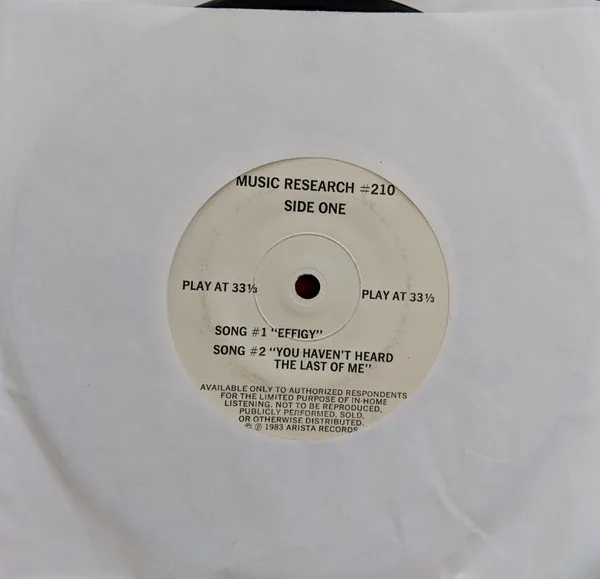 MUSIC RESEARCH #210
SIDE ONE
PLAY AT 33⅓ PLAY AT 33⅓
SONG #1 "EFFIGY"
SONG #2 "YOU HAVEN'T HEARD
THE LAST OF ME"
AVAILABLE ONLY TO AUTHORIZED RESPONDENTS
FOR THE LIMITED PURPOSE OF IN-HOME
LISTENING. NOT TO BE REPRODUCED,
PUBLICLY PERFORMED, SOLD,
OR OTHERWISE DISTRIBUTED.
© ℗ 1983 ARISTA RECORDS